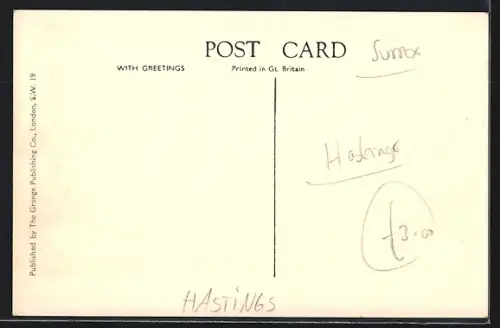 POST CARD
Sussex
WITH GREETINGS Printed in Gt. Britain
Hastings
£3.00
HASTINGS
Published by The Grange Publishing Co., London, S.W. 19